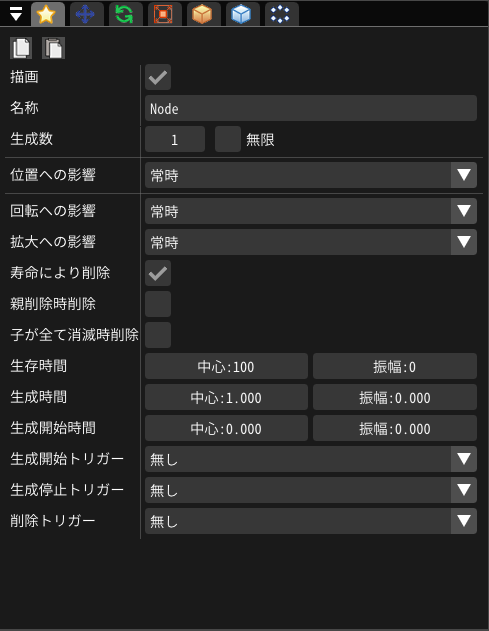 描画
名称 Node
生成数 1 無限
位置への影響 常時
回転への影響 常時
拡大への影響 常時
寿命により削除
親削除時削除
子が全て消滅時削除
生存時間 中心:100 振幅:0
生成時間 中心:1.000 振幅:0.000
生成開始時間 中心:0.000 振幅:0.000
生成開始トリガー 無し
生成停止トリガー 無し
削除トリガー 無し